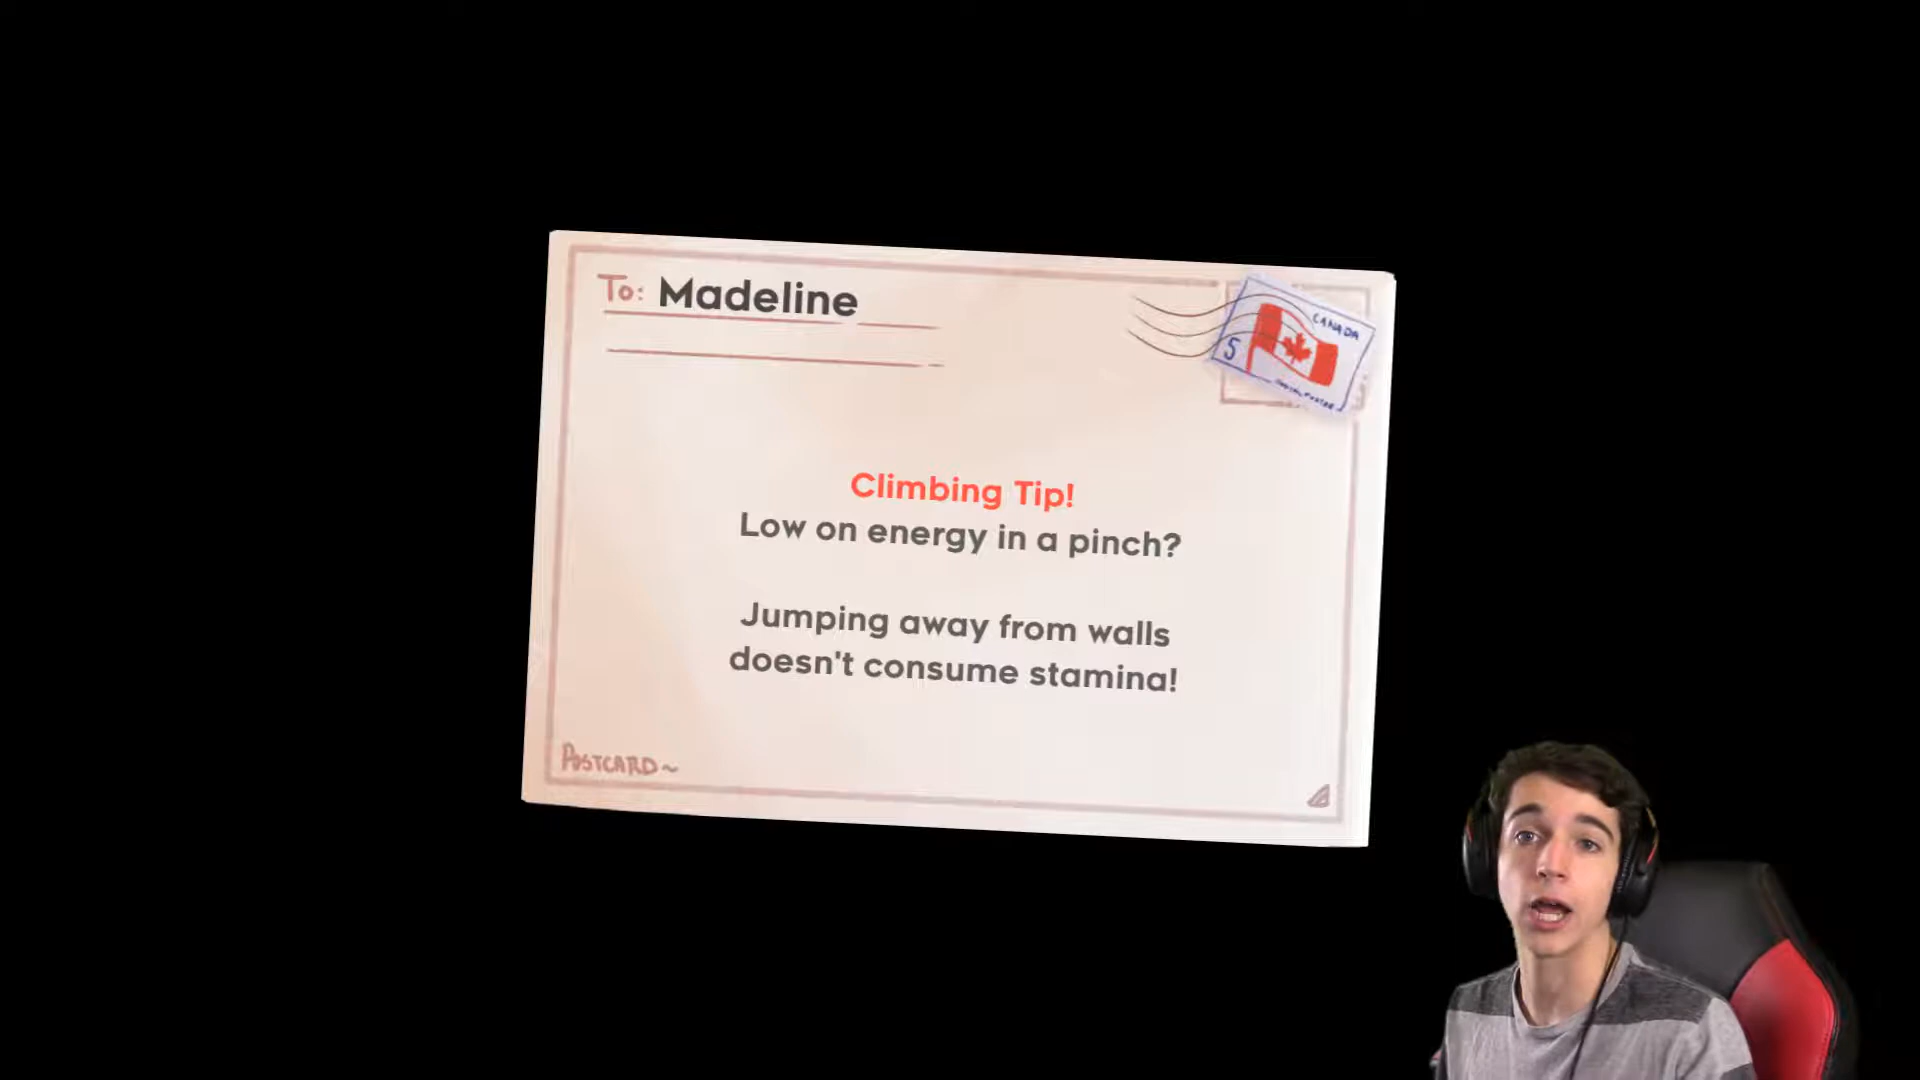 To: Madeline
CANADA
5
Climbing Tip!
Low on energy in a pinch?
Jumping away from walls
doesn't consume stamina!
POSTCARD~